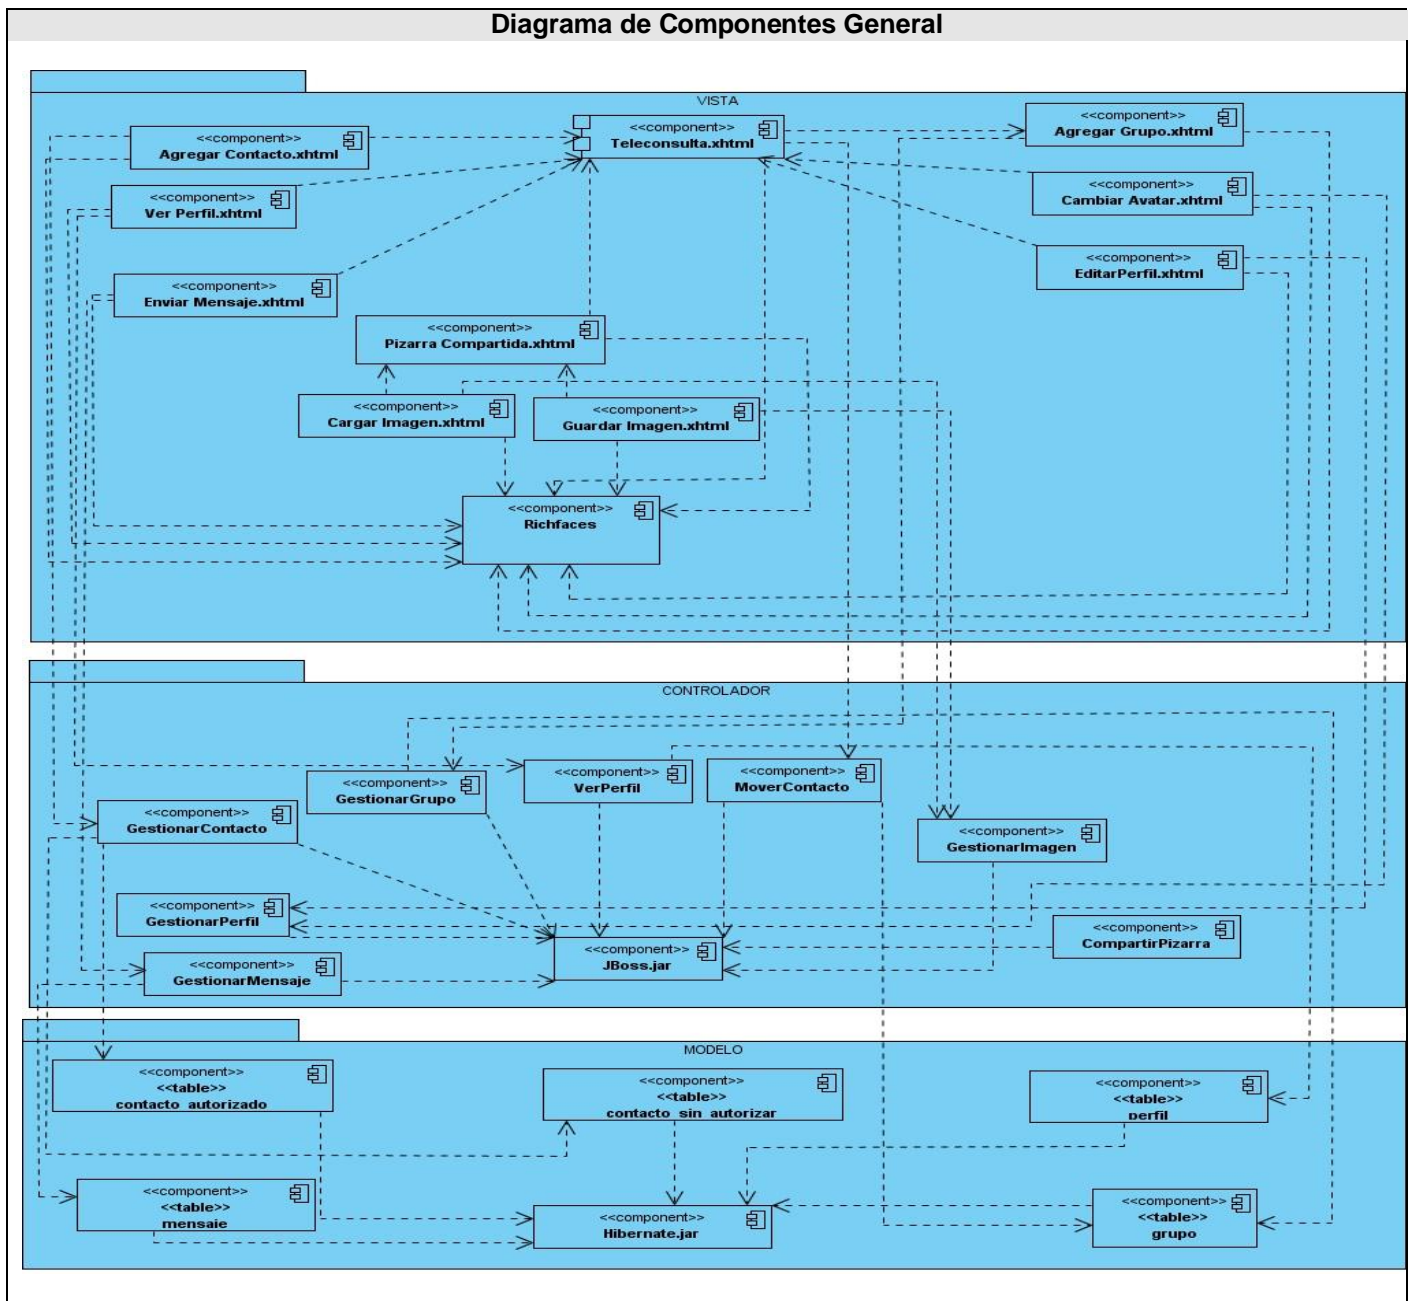 Diagrama de Componentes General
VISTA
<<component>>
Agregar Contacto.xhtml
<<component>>
Teleconsulta.xhtml
<<component>>
Agregar Grupo.xhtml
<<component>>
Ver Perfil.xhtml
<<component>>
Cambiar Avatar.xhtml
<<component>>
Enviar Mensaje.xhtml
<<component>>
EditarPerfil.xhtml
<<component>>
Pizarra Compartida.xhtml
<<component>>
Cargar Imagen.xhtml
<<component>>
Guardar Imagen.xhtml
<<component>>
Richfaces
CONTROLADOR
<<component>>
GestionarGrupo
<<component>>
VerPerfil
<<component>>
MoverContacto
<<component>>
GestionarContacto
<<component>>
GestionarImagen
<<component>>
GestionarPerfil
<<component>>
CompartirPizarra
<<component>>
JBoss.jar
<<component>>
GestionarMensaje
MODELO
<<component>>
<<table>>
contacto_autorizado
<<component>>
<<table>>
contacto_sin_autorizar
<<component>>
<<table>>
perfil
<<component>>
<<table>>
mensaje
<<component>>
Hibernate.jar
<<component>>
<<table>>
grupo